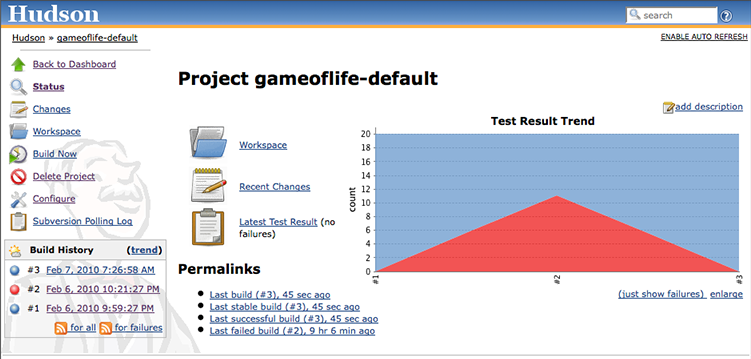 Hudson
search
Hudson » gameoflife-default
ENABLE AUTO REFRESH
Back to Dashboard
Status
Changes
Workspace
Build Now
Delete Project
Configure
Subversion Polling Log
Build History (trend)
#3 Feb 7, 2010 7:26:58 AM
#2 Feb 6, 2010 10:21:27 PM
#1 Feb 6, 2010 9:59:27 PM
for all for failures
Project gameoflife-default
add description
Workspace
Recent Changes
Latest Test Result (no
failures)
Test Result Trend
count
20
18
16
14
12
10
8
6
4
2
0
#1
#2
#3
(just show failures) enlarge
Permalinks
Last build (#3), 45 sec ago
Last stable build (#3), 45 sec ago
Last successful build (#3), 45 sec ago
Last failed build (#2), 9 hr 6 min ago